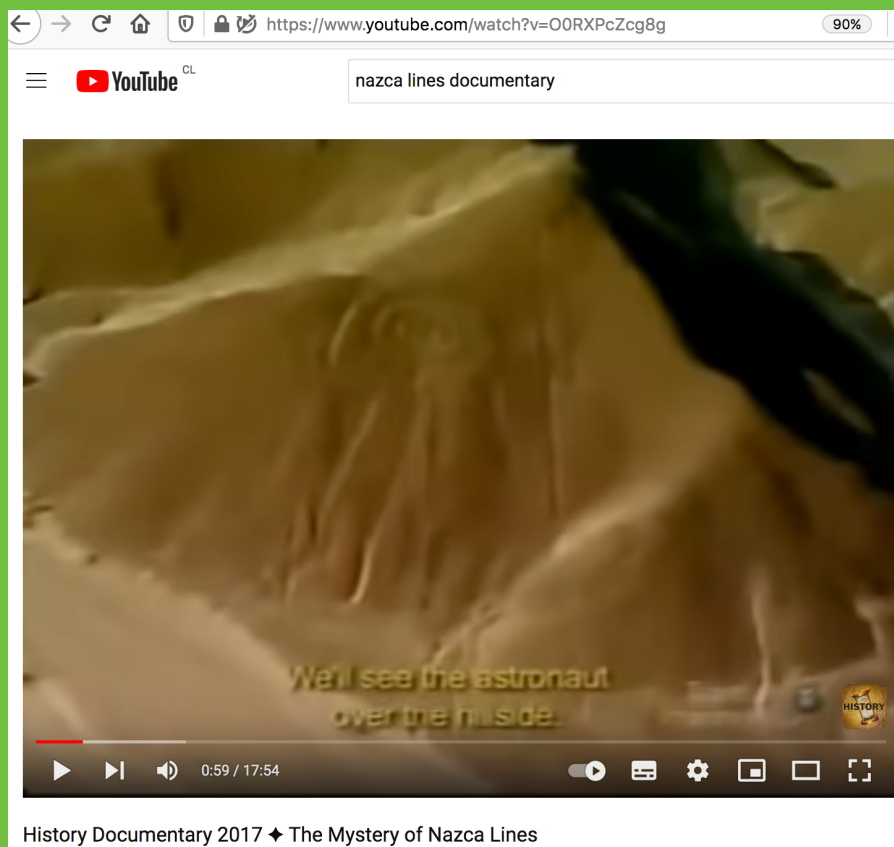 https://www.youtube.com/watch?v=O0RXPcZcg8g
90%
YouTube CL
nazca lines documentary
We'll see the astronaut
over the hillside.
HISTORY
0:59 / 17:54
History Documentary 2017 ✦ The Mystery of Nazca Lines